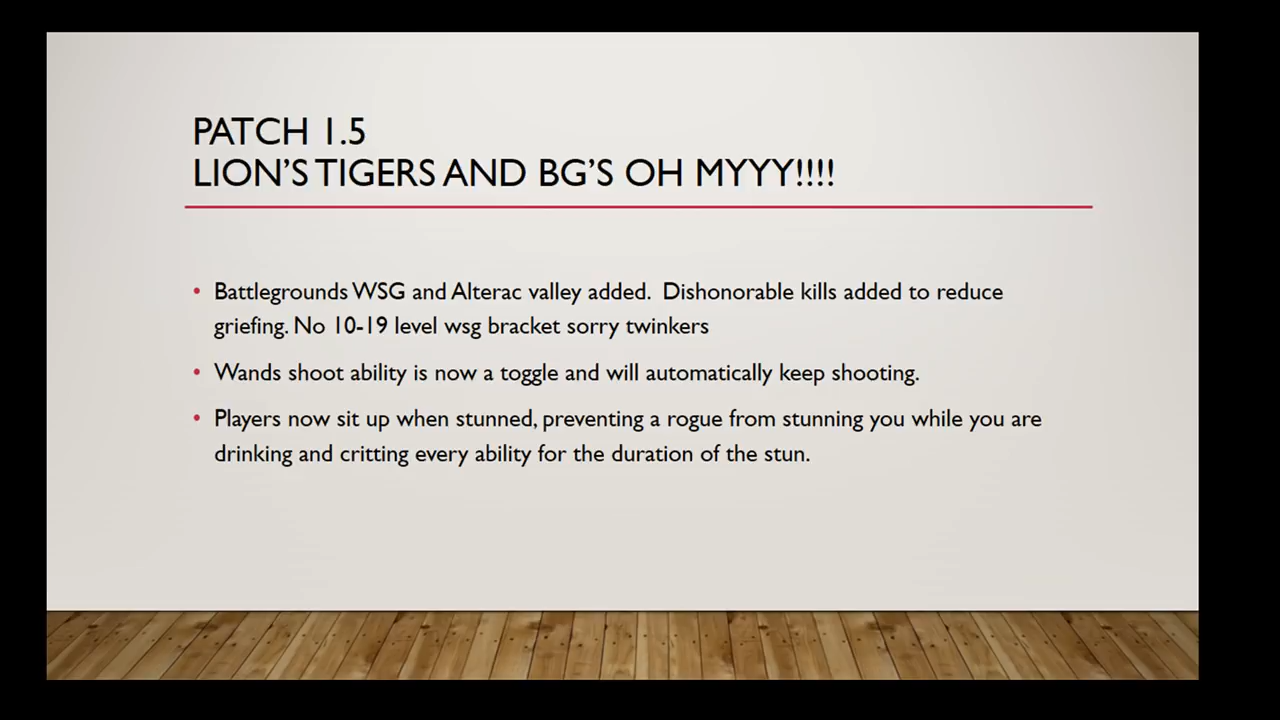 PATCH 1.5
LION'S TIGERS AND BG'S OH MYYY!!!!
• Battlegrounds WSG and Alterac valley added.  Dishonorable kills added to reduce
griefing. No 10-19 level wsg bracket sorry twinkers
• Wands shoot ability is now a toggle and will automatically keep shooting.
• Players now sit up when stunned, preventing a rogue from stunning you while you are
drinking and critting every ability for the duration of the stun.